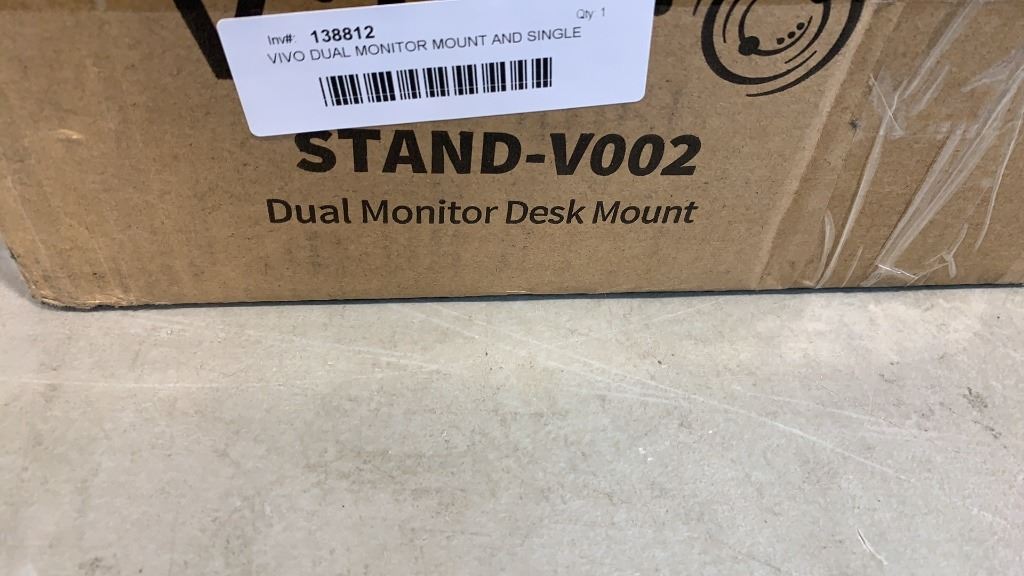 Inv#: 138812 Qty: 1
VIVO DUAL MONITOR MOUNT AND SINGLE
STAND-V002
Dual Monitor Desk Mount